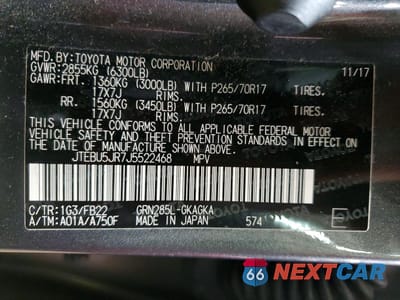 MFD. BY:TOYOTA MOTOR CORPORATION 11/17
GVWR:2855KG (6300LB)
GAWR:FRT. 1360KG (3000LB) WITH P265/70R17 TIRES.
17X7J RIMS.
RR. 1560KG (3450LB) WITH P265/70R17 TIRES.
17X7J RIMS.
THIS VEHICLE CONFORMS TO ALL APPLICABLE FEDERAL MOTOR
VEHICLE SAFETY, BUMPER, AND THEFT PREVENTION STANDARDS IN
EFFECT ON THE DATE OF MANUFACTURE SHOWN ABOVE.
JTEBU5JR7J5522468 MPV
C/TR:1G3/FB22 GRN285L-GKAGKA
A/TM:A01A/A750F MADE IN JAPAN 574
E
66 NEXTCAR